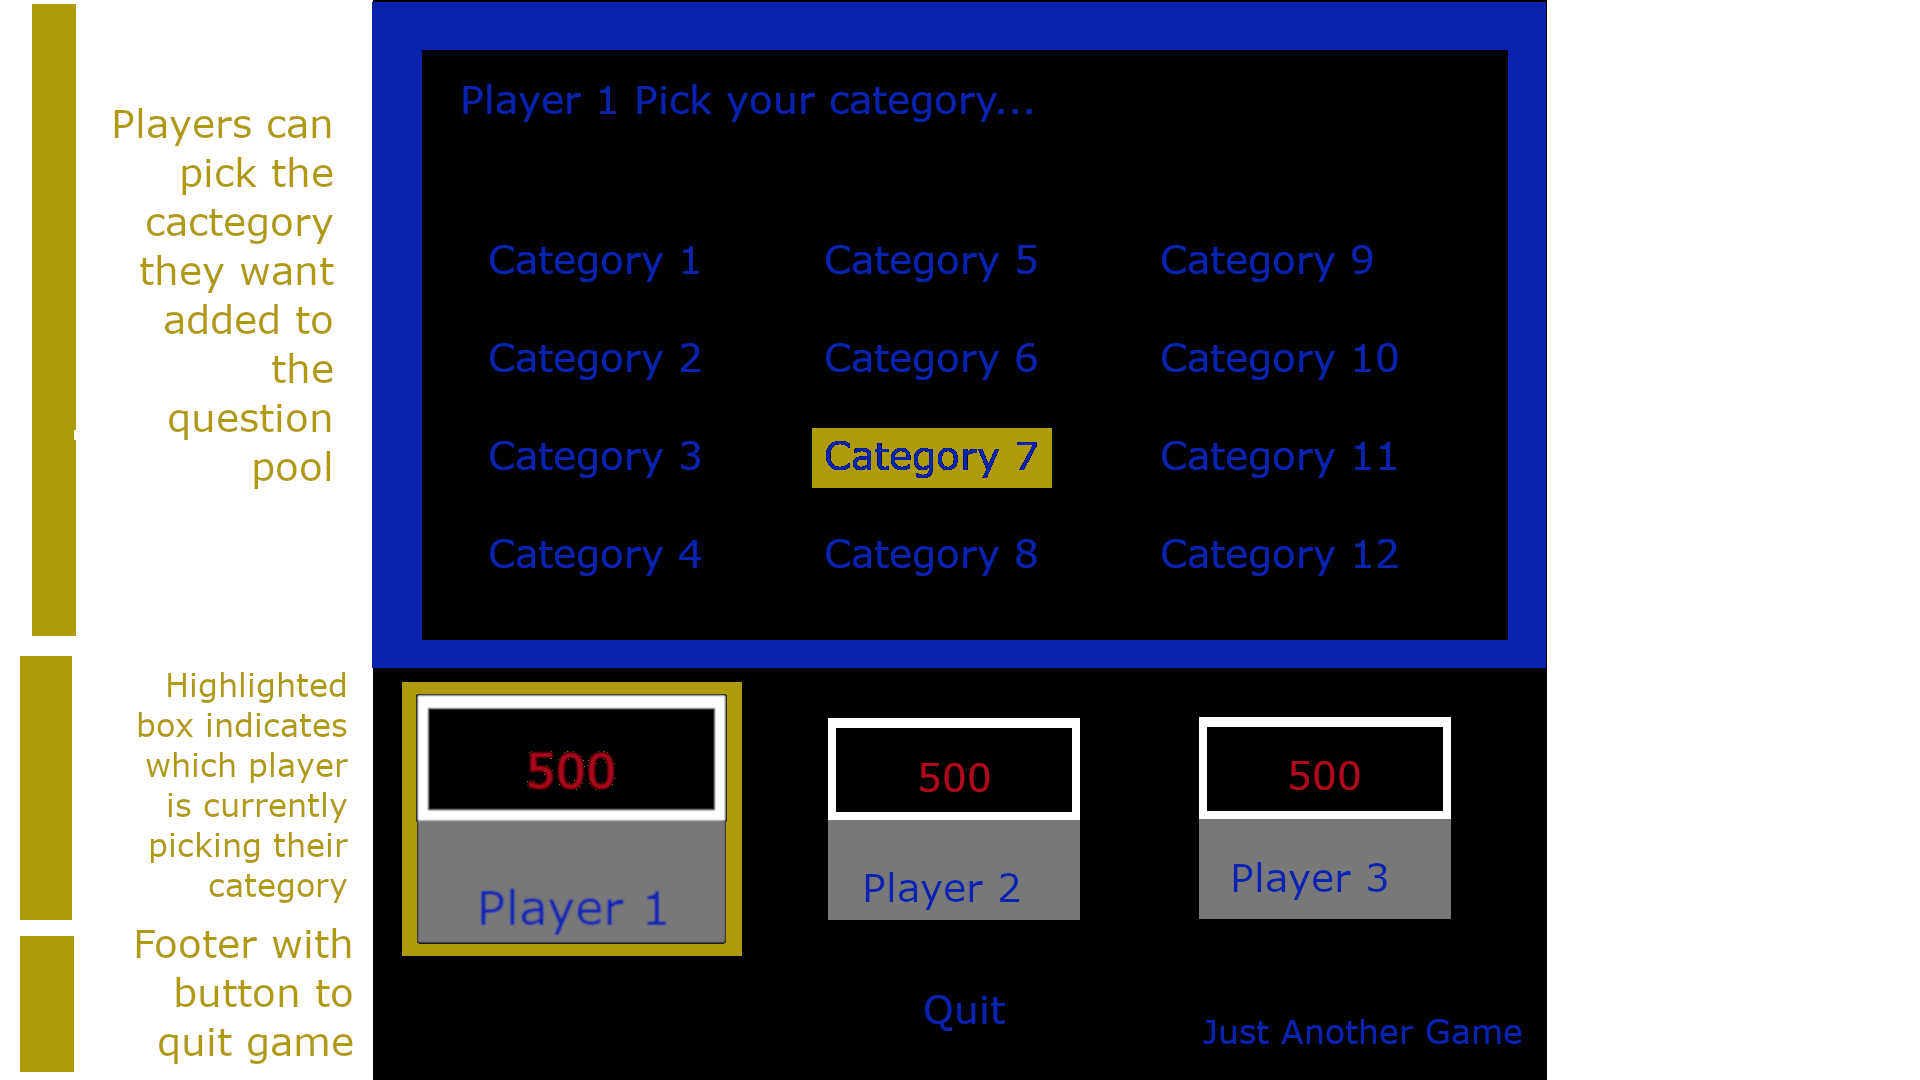 Players can
pick the
cactegory
they want
added to
the
question
pool
Highlighted
box indicates
which player
is currently
picking their
category
Footer with
button to
quit game
Player 1 Pick your category...
Category 1
Category 5
Category 9
Category 2
Category 6
Category 10
Category 3
Category 7
Category 11
Category 4
Category 8
Category 12
500
500
500
Player 1
Player 2
Player 3
Quit
Just Another Game